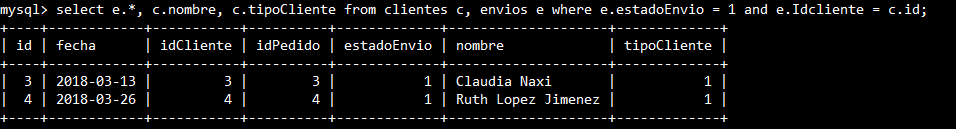 mysql> select e.*, c.nombre, c.tipoCliente from clientes c, envios e where e.estadoEnvio = 1 and e.Idcliente = c.id;
+----+------------+-----------+----------+-------------+--------------------+-------------+
| id | fecha      | idCliente | idPedido | estadoEnvio | nombre             | tipoCliente |
+----+------------+-----------+----------+-------------+--------------------+-------------+
|  3 | 2018-03-13 |         3 |        3 |           1 | Claudia Naxi       |           1 |
|  4 | 2018-03-26 |         4 |        4 |           1 | Ruth Lopez Jimenez |           1 |
+----+------------+-----------+----------+-------------+--------------------+-------------+